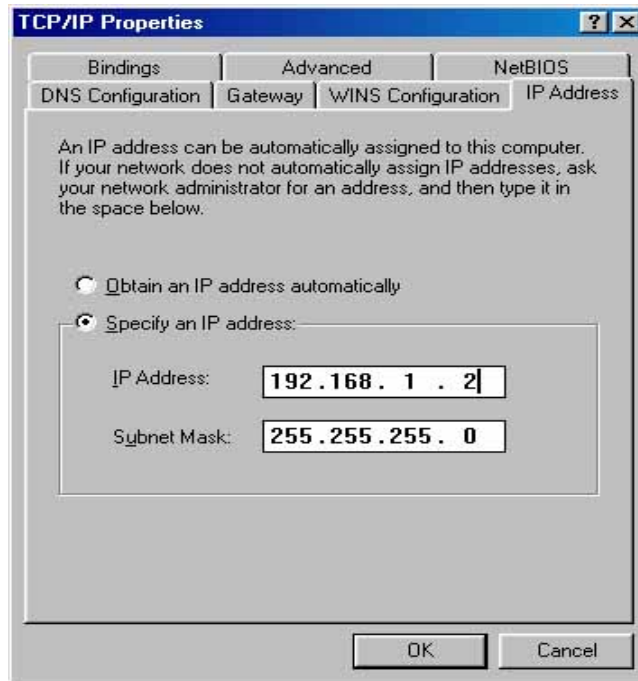 TCP/IP Properties
? ×
Bindings Advanced NetBIOS
DNS Configuration Gateway WINS Configuration IP Address
An IP address can be automatically assigned to this computer.
If your network does not automatically assign IP addresses, ask
your network administrator for an address, and then type it in
the space below.
Obtain an IP address automatically
Specify an IP address:
IP Address: 192.168. 1 . 2
Subnet Mask: 255.255.255. 0
OK Cancel